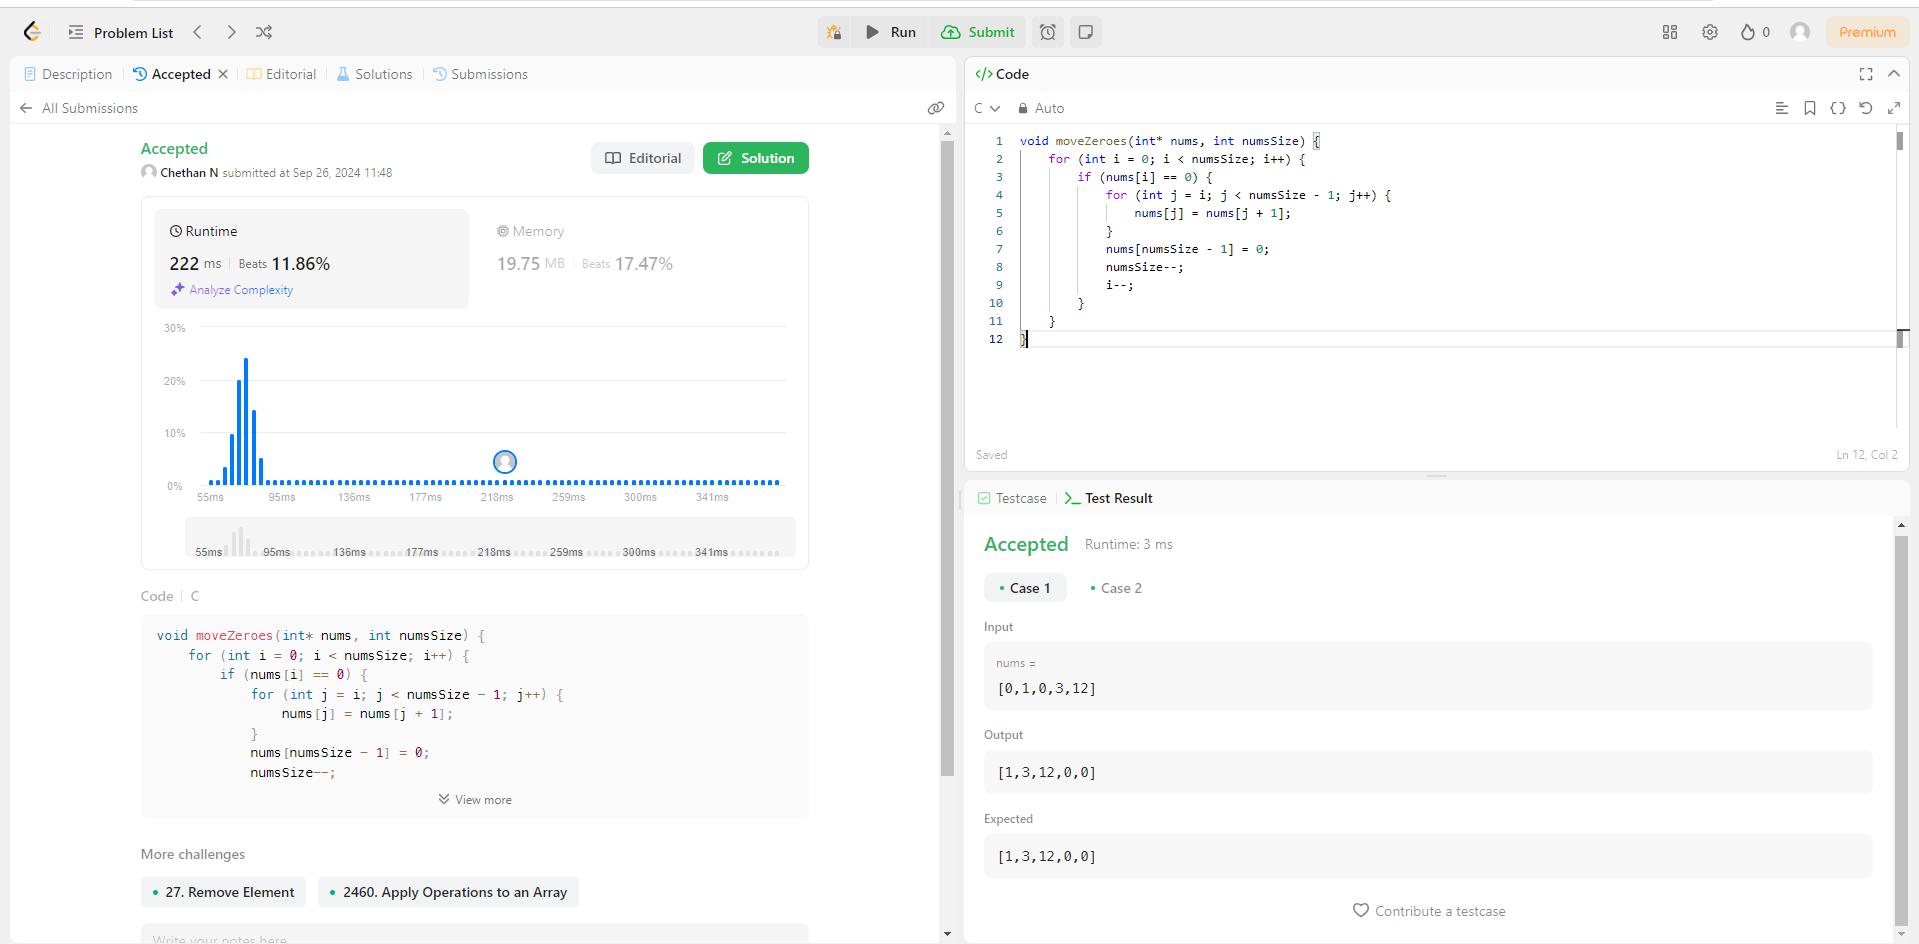 Problem List
Run
Submit
0
Premium
Description
Accepted
Editorial
Solutions
Submissions
All Submissions
Accepted
Chethan N submitted at Sep 26, 2024 11:48
Editorial
Solution
Runtime
222 ms Beats 11.86%
Analyze Complexity
Memory
19.75 MB Beats 17.47%
30%
20%
10%
0%
55ms 95ms 136ms 177ms 218ms 259ms 300ms 341ms
55ms 95ms 136ms 177ms 218ms 259ms 300ms 341ms
Code C
void moveZeroes(int* nums, int numsSize) {
for (int i = 0; i < numsSize; i++) {
if (nums[i] == 0) {
for (int j = i; j < numsSize - 1; j++) {
nums[j] = nums[j + 1];
}
nums[numsSize - 1] = 0;
numsSize--;
View more
More challenges
27. Remove Element
2460. Apply Operations to an Array
Write your notes here
</> Code
C
Auto
1 void moveZeroes(int* nums, int numsSize) {
2 for (int i = 0; i < numsSize; i++) {
3 if (nums[i] == 0) {
4 for (int j = i; j < numsSize - 1; j++) {
5 nums[j] = nums[j + 1];
6 }
7 nums[numsSize - 1] = 0;
8 numsSize--;
9 i--;
10 }
11 }
12 }
Saved
Ln 12, Col 2
Testcase
Test Result
Accepted Runtime: 3 ms
Case 1
Case 2
Input
nums =
[0,1,0,3,12]
Output
[1,3,12,0,0]
Expected
[1,3,12,0,0]
Contribute a testcase